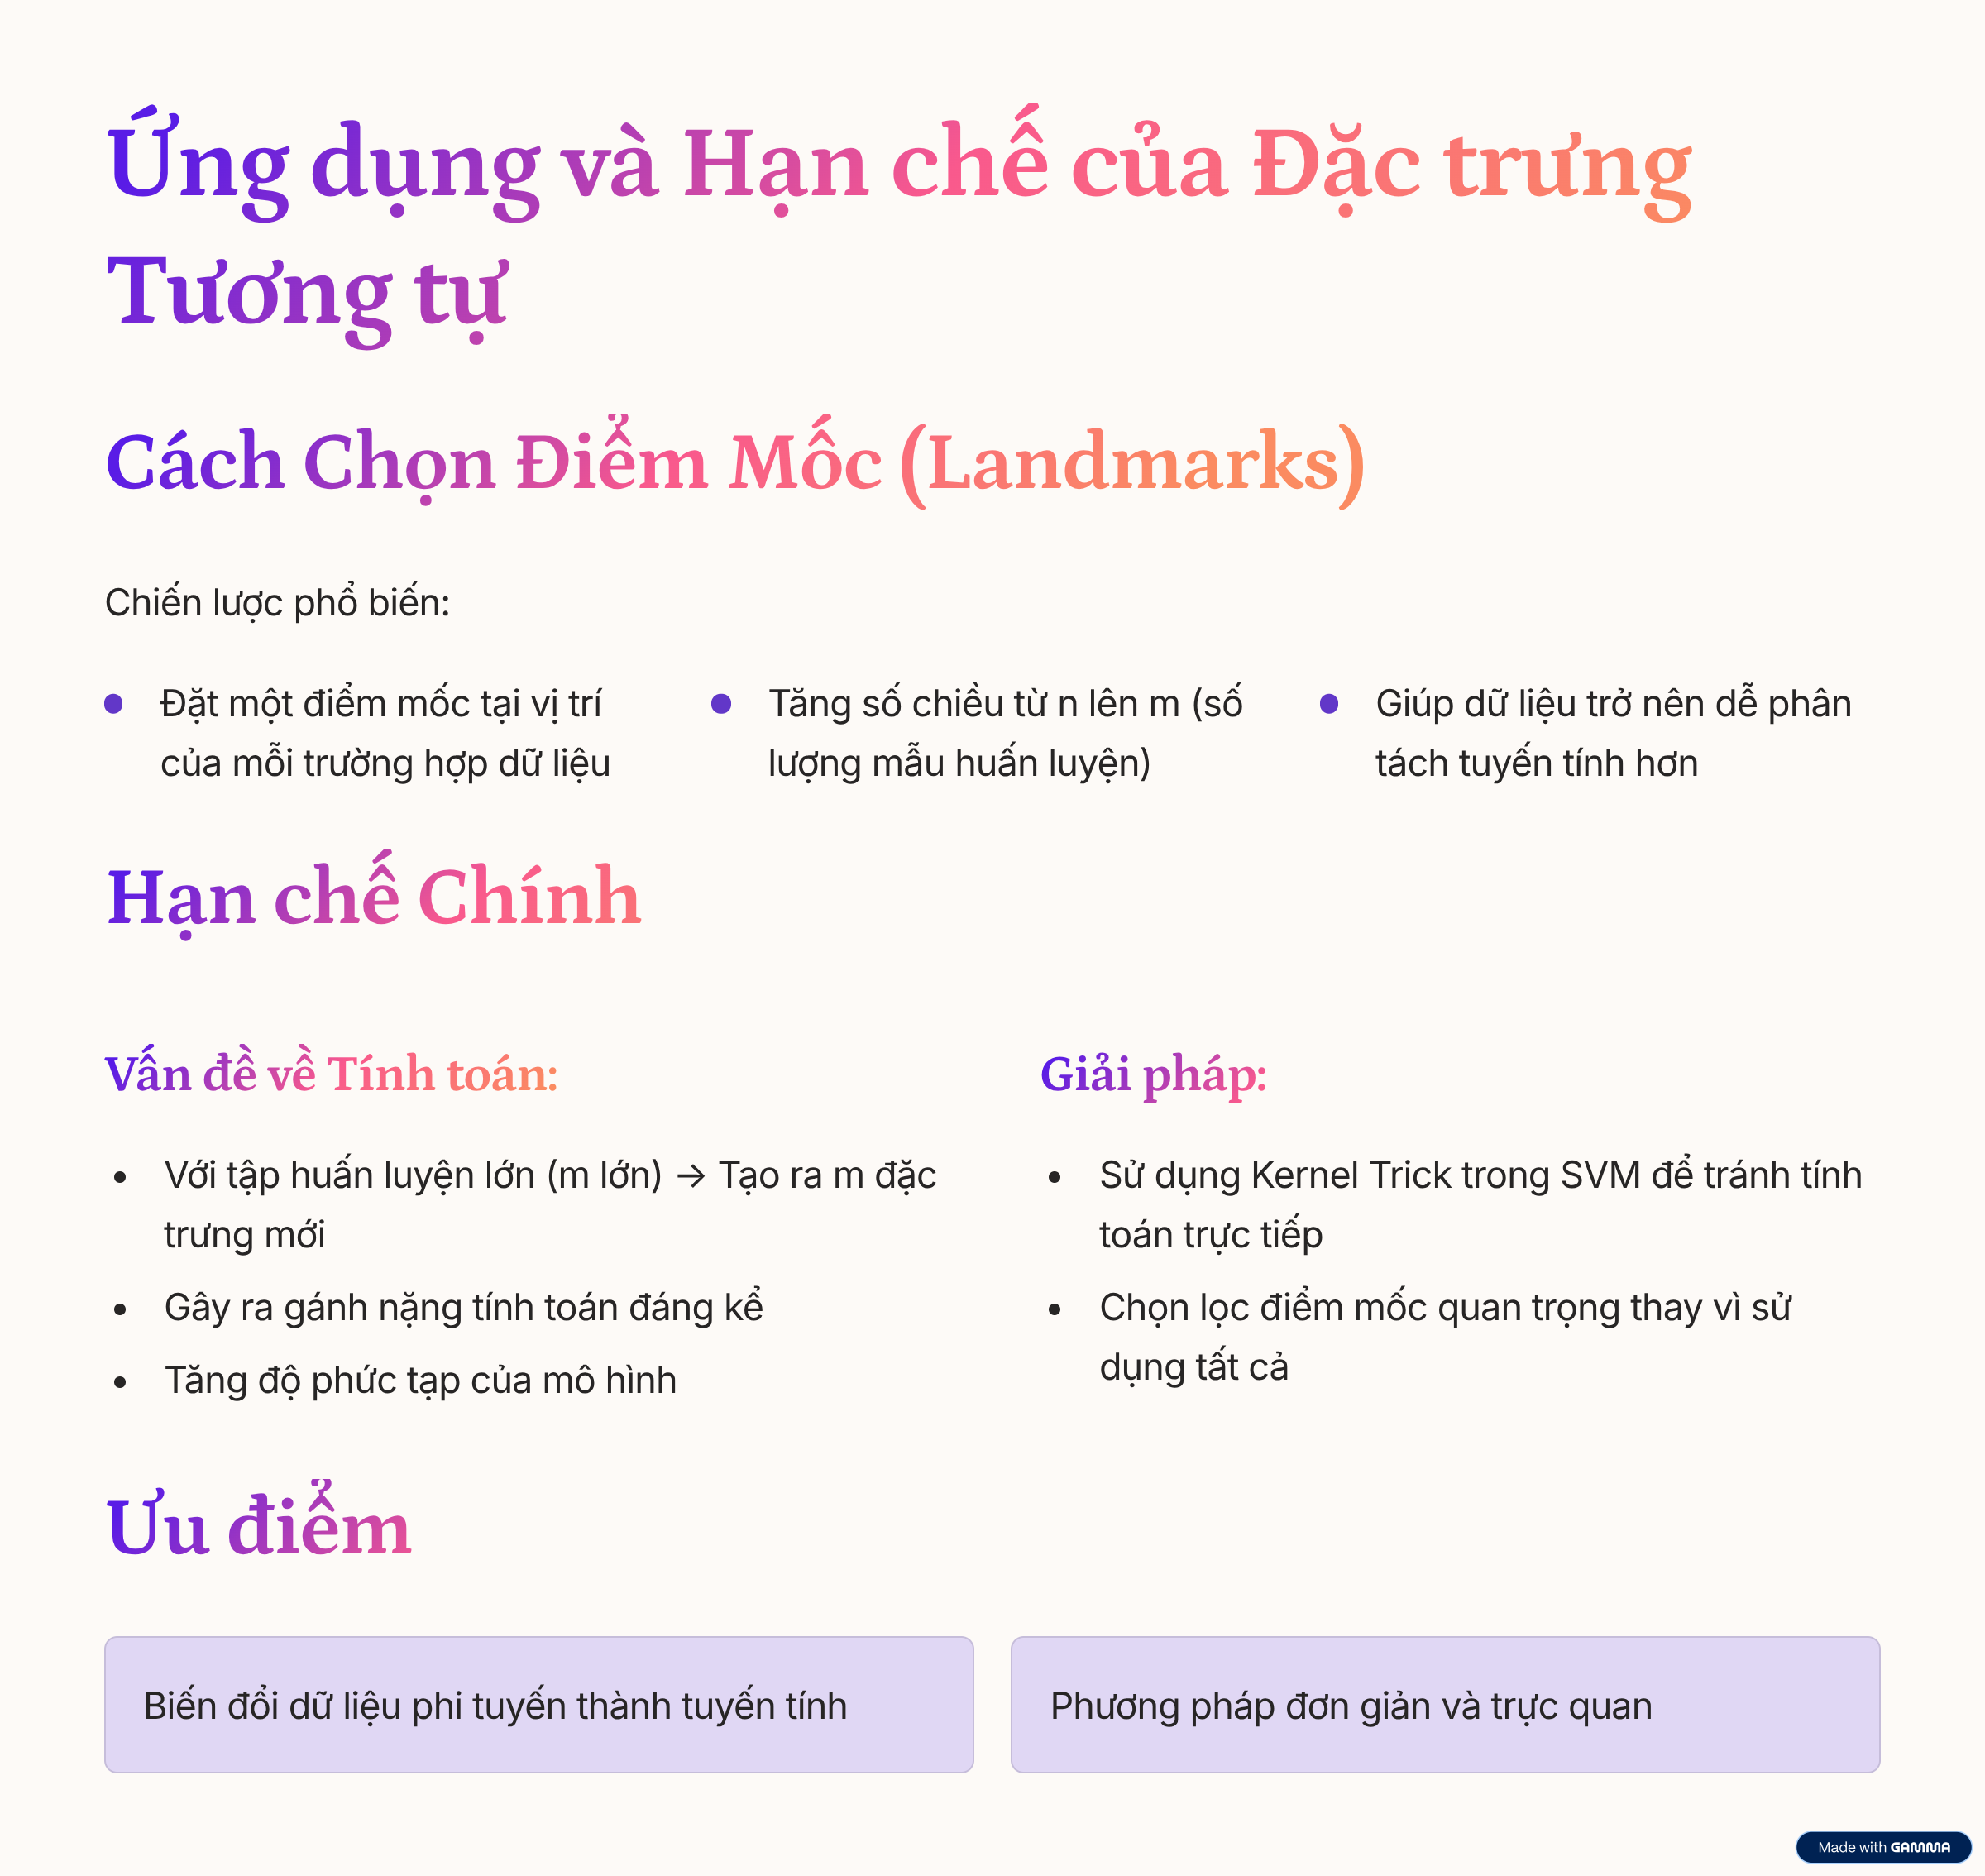 Ứng dụng và Hạn chế của Đặc trưng
Tương tự
Cách Chọn Điểm Mốc (Landmarks)
Chiến lược phổ biến:
Đặt một điểm mốc tại vị trí
của mỗi trường hợp dữ liệu
Tăng số chiều từ n lên m (số
lượng mẫu huấn luyện)
Giúp dữ liệu trở nên dễ phân
tách tuyến tính hơn
Hạn chế Chính
Vấn đề về Tính toán:
• Với tập huấn luyện lớn (m lớn) → Tạo ra m đặc
trưng mới
• Gây ra gánh nặng tính toán đáng kể
• Tăng độ phức tạp của mô hình
Giải pháp:
• Sử dụng Kernel Trick trong SVM để tránh tính
toán trực tiếp
• Chọn lọc điểm mốc quan trọng thay vì sử
dụng tất cả
Ưu điểm
Biến đổi dữ liệu phi tuyến thành tuyến tính
Phương pháp đơn giản và trực quan
Made with GAMMA